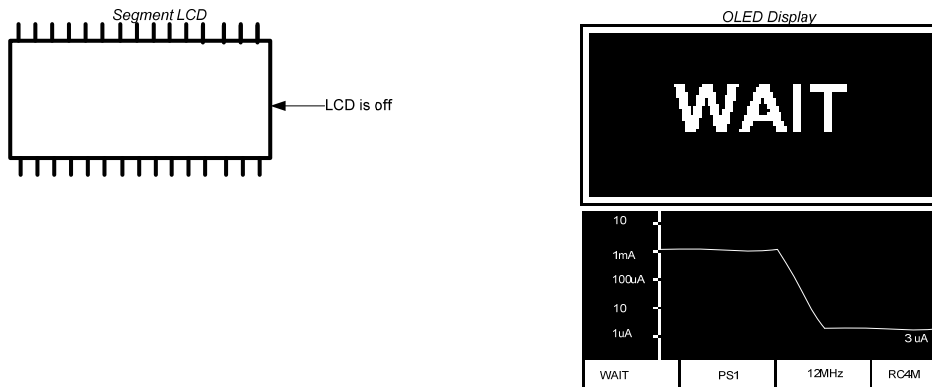 Segment LCD
LCD is off
OLED Display
WAIT
10
1mA
100uA
10
1uA
3 uA
WAIT PS1 12MHz RC4M